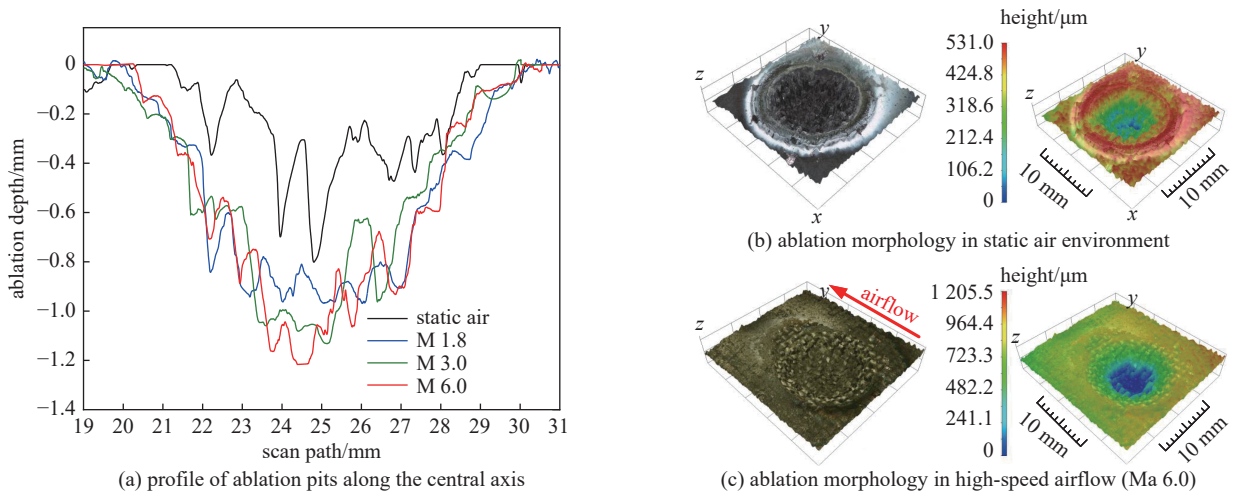 0
−0.2
−0.4
−0.6
−0.8
−1.0
−1.2
−1.4
ablation depth/mm
static air
M 1.8
M 3.0
M 6.0
19 20 21 22 23 24 25 26 27 28 29 30 31
scan path/mm
(a) profile of ablation pits along the central axis
z
y
x
height/μm
531.0
424.8
318.6
212.4
106.2
0
z
y
x
10 mm
10 mm
(b) ablation morphology in static air environment
z
y
airflow
height/μm
1 205.5
964.4
723.3
482.2
241.1
0
z
y
10 mm
10 mm
(c) ablation morphology in high-speed airflow (Ma 6.0)